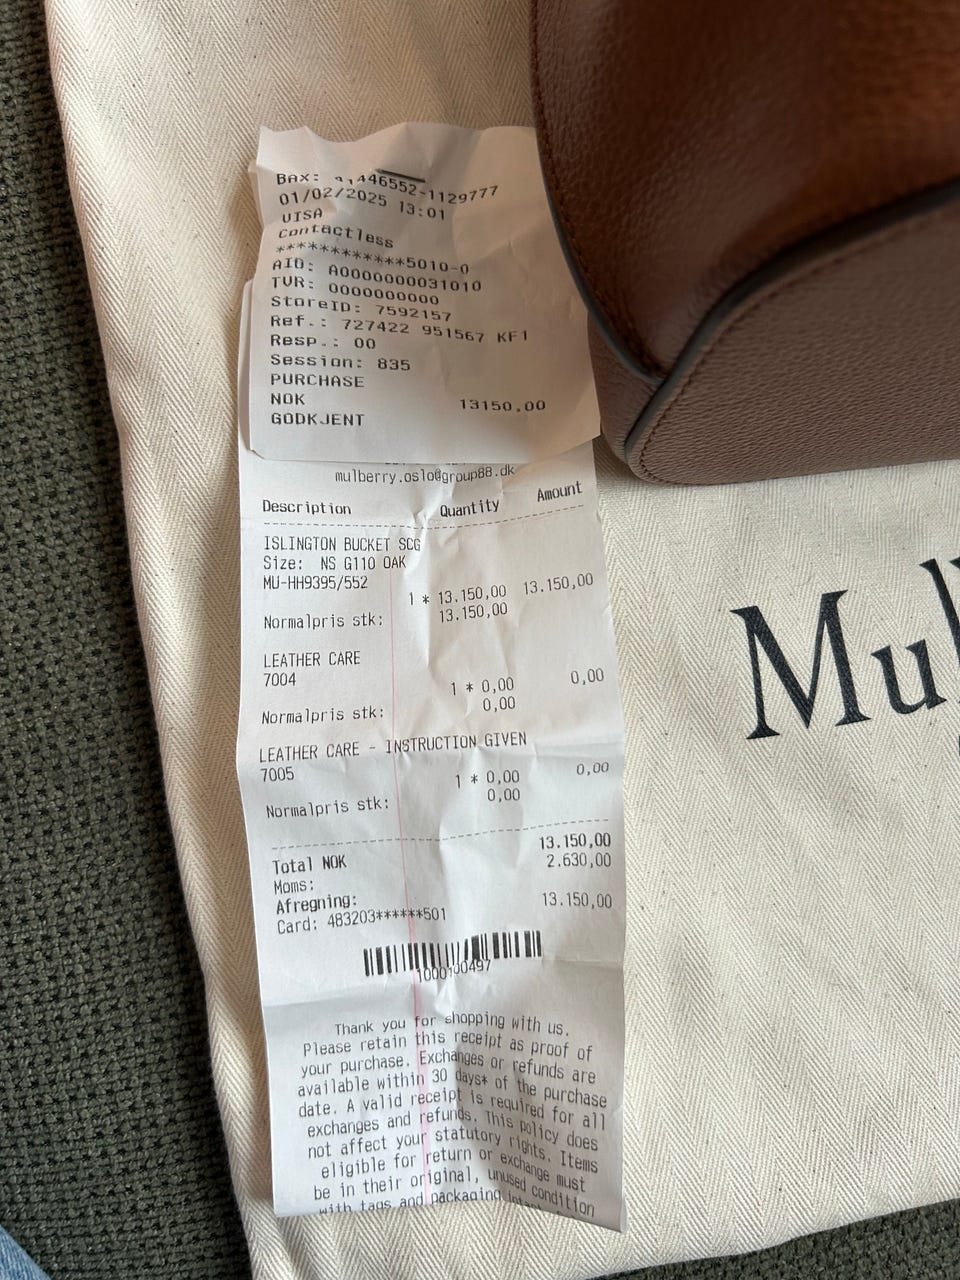 BAX: 446552-1129777
01/02/2025 13:01
VISA
Contactless
************5010-0
AID: A0000000031010
TVR: 0000000000
StoreID: 7592157
Ref.: 727422 951567 KF1
Resp.: 00
Session: 835
PURCHASE
NOK 13150.00
GODKJENT
mulberry.oslo@group88.dk
Description Quantity Amount
ISLINGTON BUCKET SCG
Size: NS G110 OAK
MU-HH9395/552
1 * 13.150,00 13.150,00
Normalpris stk: 13.150,00
LEATHER CARE
7004
1 * 0,00 0,00
Normalpris stk: 0,00
LEATHER CARE - INSTRUCTION GIVEN
7005
1 * 0,00 0,00
Normalpris stk: 0,00
Total NOK 13.150,00
Moms: 2.630,00
Afregning:
Card: 483203******501 13.150,00
1000100497
Thank you for shopping with us.
Please retain this receipt as proof of
your purchase. Exchanges or refunds are
available within 30 days* of the purchase
date. A valid receipt is required for all
exchanges and refunds. This policy does
not affect your statutory rights. Items
eligible for return or exchange must
be in their original, unused condition
with tags and packaging
Mul